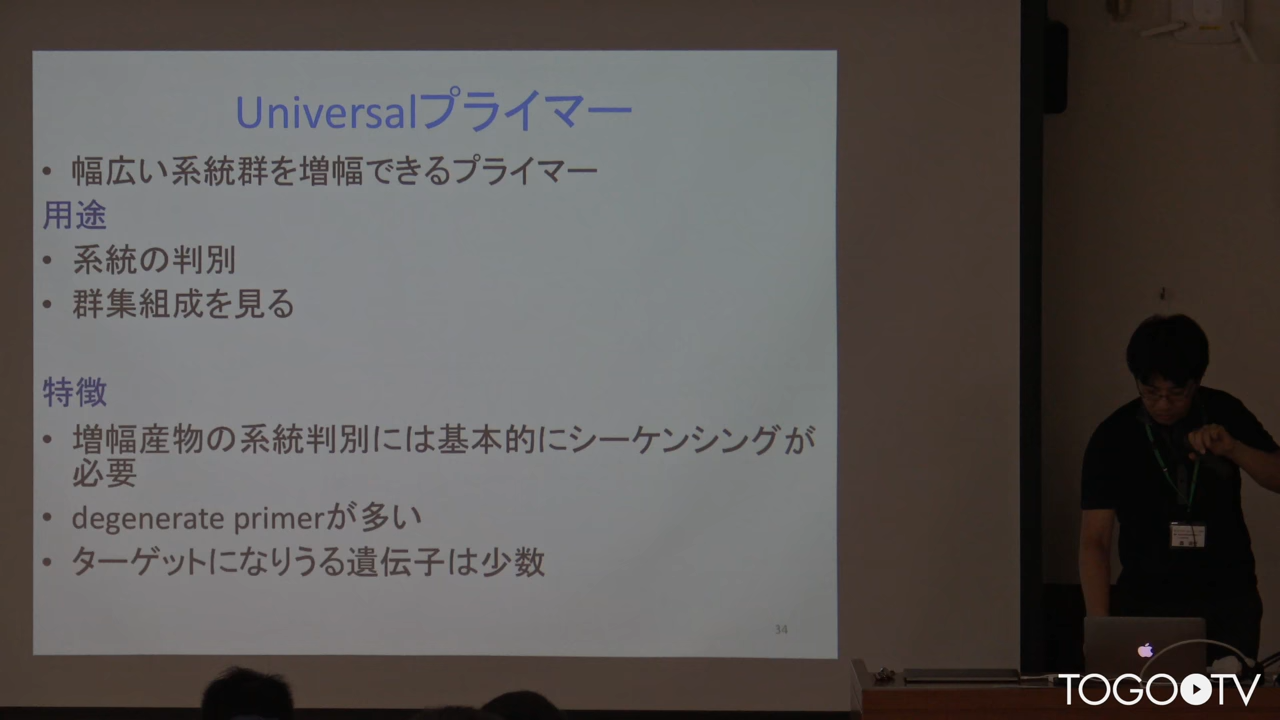 Universalプライマー
• 幅広い系統群を増幅できるプライマー
用途
• 系統の判別
• 群集組成を見る
特徴
• 増幅産物の系統判別には基本的にシーケンシングが
必要
• degenerate primerが多い
• ターゲットになりうる遺伝子は少数
34
TOGOTV